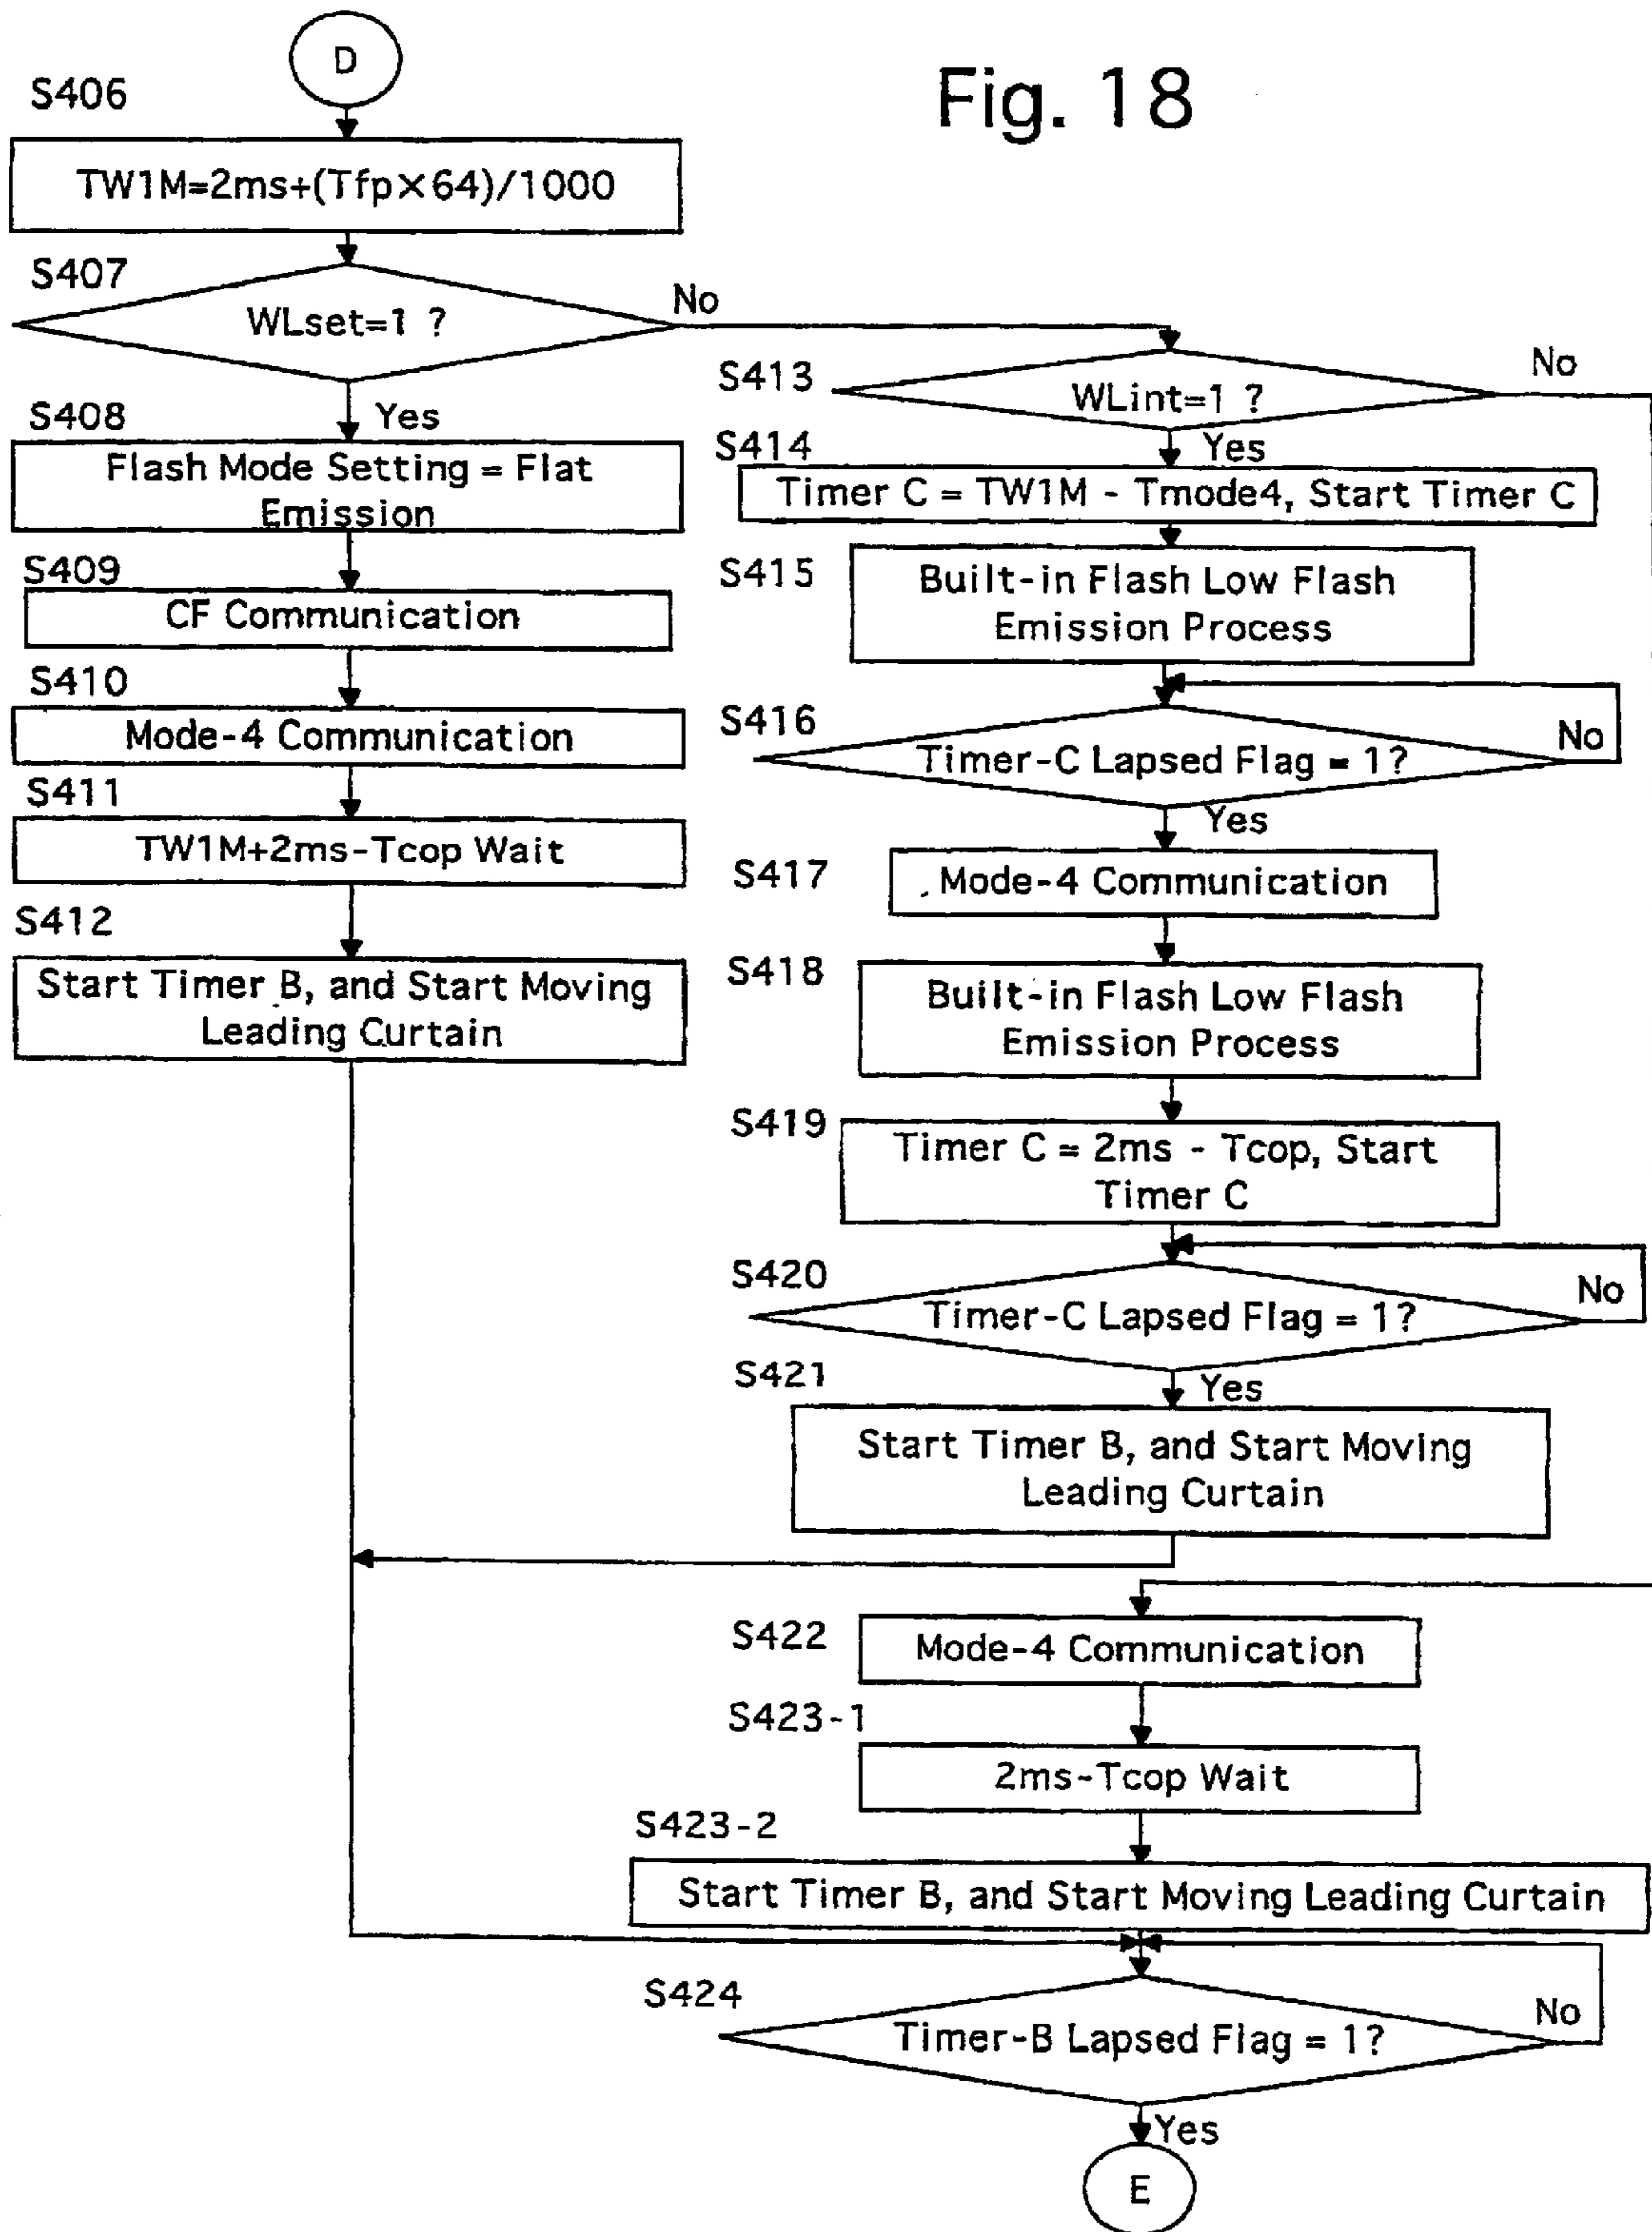 Fig. 18
D
S406
TW1M=2ms+(Tfp×64)/1000
S407
WLset=1 ?
No
Yes
S408
Flash Mode Setting = Flat
Emission
S409
CF Communication
S410
Mode-4 Communication
S411
TW1M+2ms-Tcop Wait
S412
Start Timer B, and Start Moving
Leading Curtain
S413
WLint=1 ?
No
Yes
S414
Timer C = TW1M - Tmode4, Start Timer C
S415
Built-in Flash Low Flash
Emission Process
S416
Timer-C Lapsed Flag = 1?
No
Yes
S417
Mode-4 Communication
S418
Built-in Flash Low Flash
Emission Process
S419
Timer C = 2ms - Tcop, Start
Timer C
S420
Timer-C Lapsed Flag = 1?
No
Yes
S421
Start Timer B, and Start Moving
Leading Curtain
S422
Mode-4 Communication
S423-1
2ms-Tcop Wait
S423-2
Start Timer B, and Start Moving Leading Curtain
S424
Timer-B Lapsed Flag = 1?
No
Yes
E